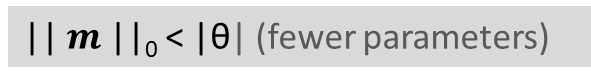 || m ||₀ < |θ| (fewer parameters)